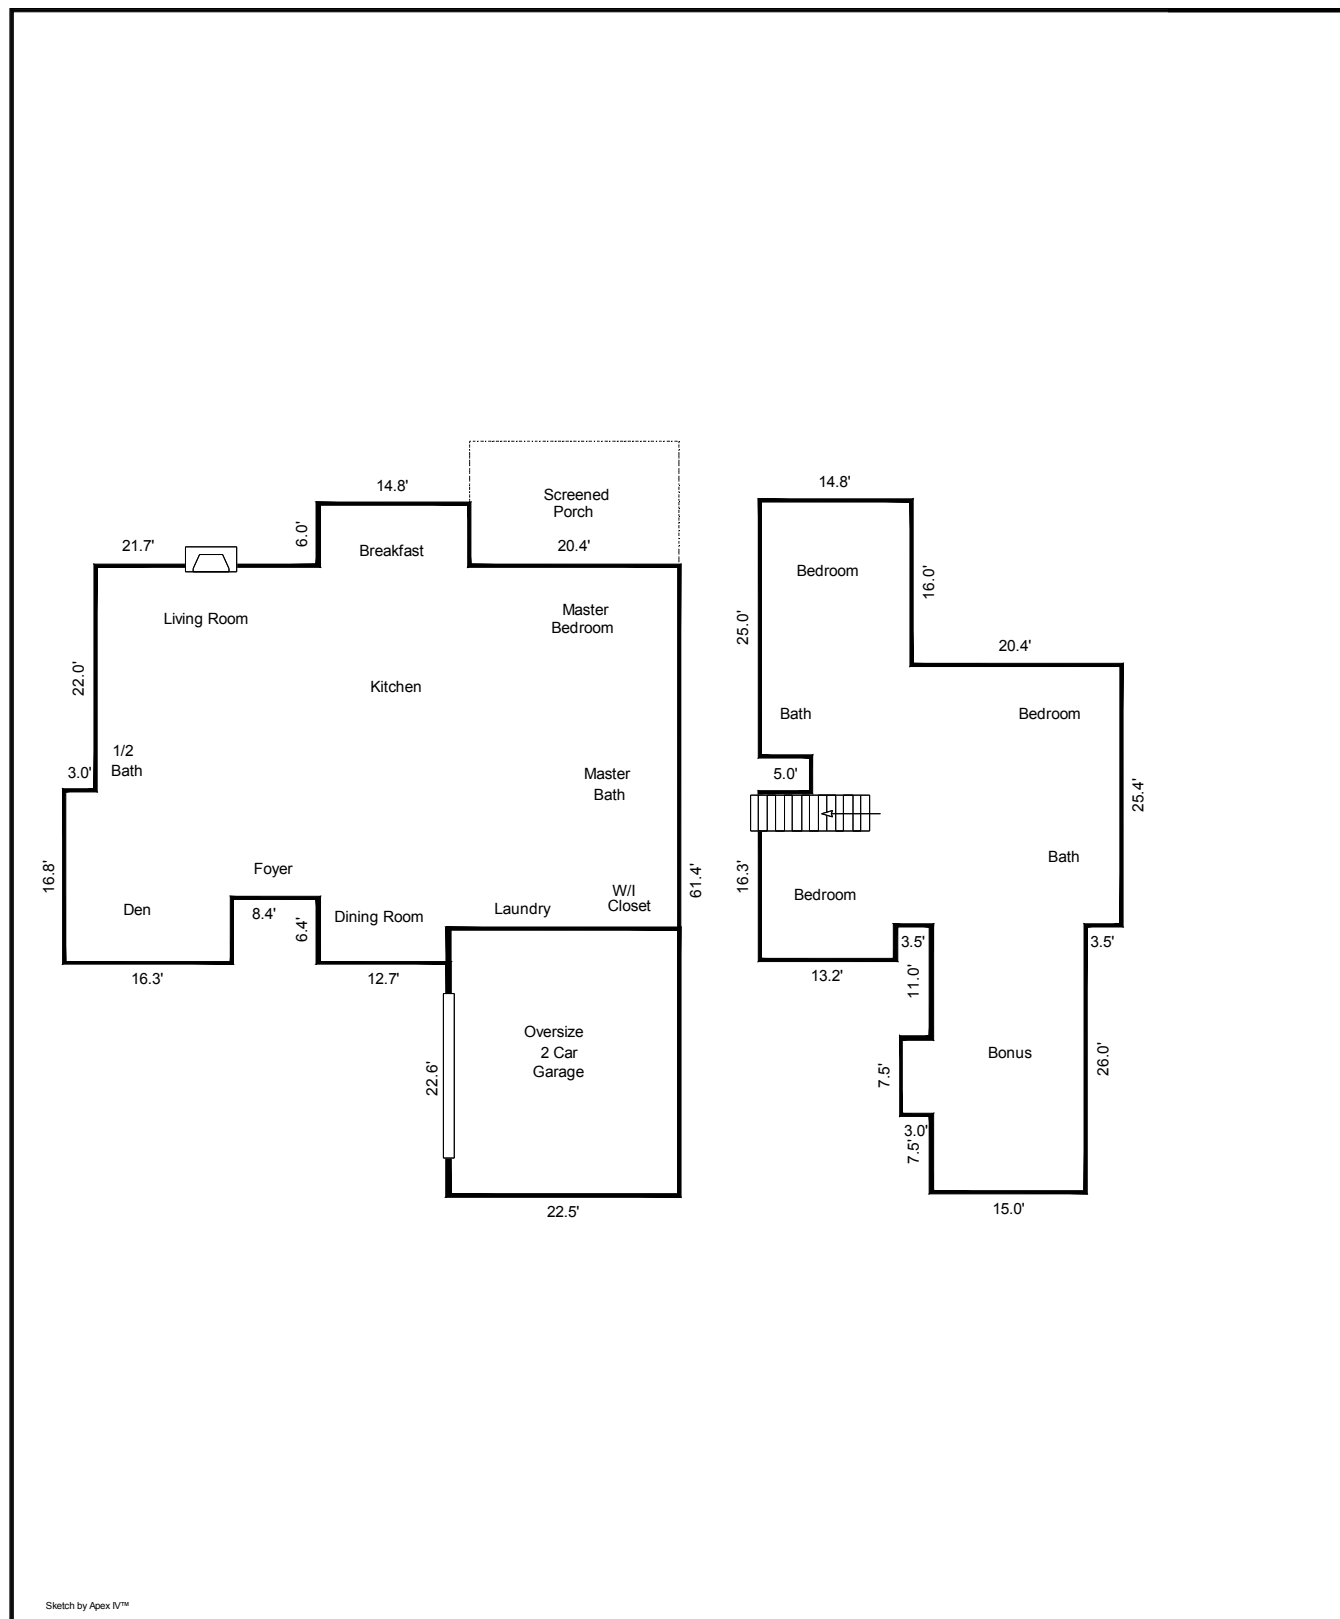 14.8'
Screened
Porch
6.0'
21.7'
Breakfast
20.4'
Living Room
Master
Bedroom
22.0'
Kitchen
1/2
Bath
3.0'
Master
Bath
16.8'
Foyer
61.4'
W/I
Closet
Den
8.4'
6.4'
Dining Room
Laundry
16.3'
12.7'
Oversize
2 Car
Garage
22.6'
22.5'
14.8'
Bedroom
16.0'
25.0'
20.4'
Bath
Bedroom
5.0'
25.4'
Bath
16.3'
Bedroom
3.5'
3.5'
13.2'
11.0'
Bonus
26.0'
7.5'
3.0'
7.5'
15.0'
Sketch by Apex IV™